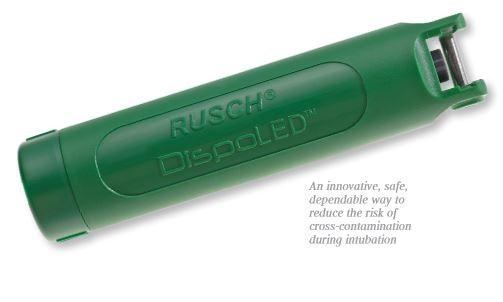 RUSCH®
DispoLED™
An innovative, safe,
dependable way to
reduce the risk of
cross-contamination
during intubation